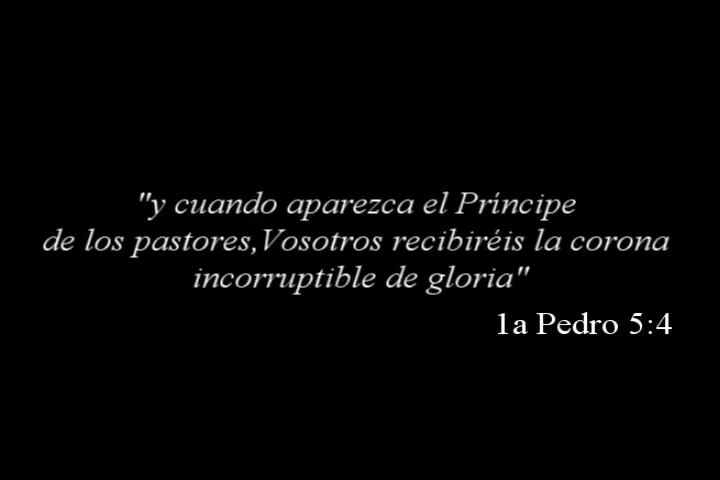 "y cuando aparezca el Príncipe
de los pastores,Vosotros recibiréis la corona
incorruptible de gloria"
1a Pedro 5:4